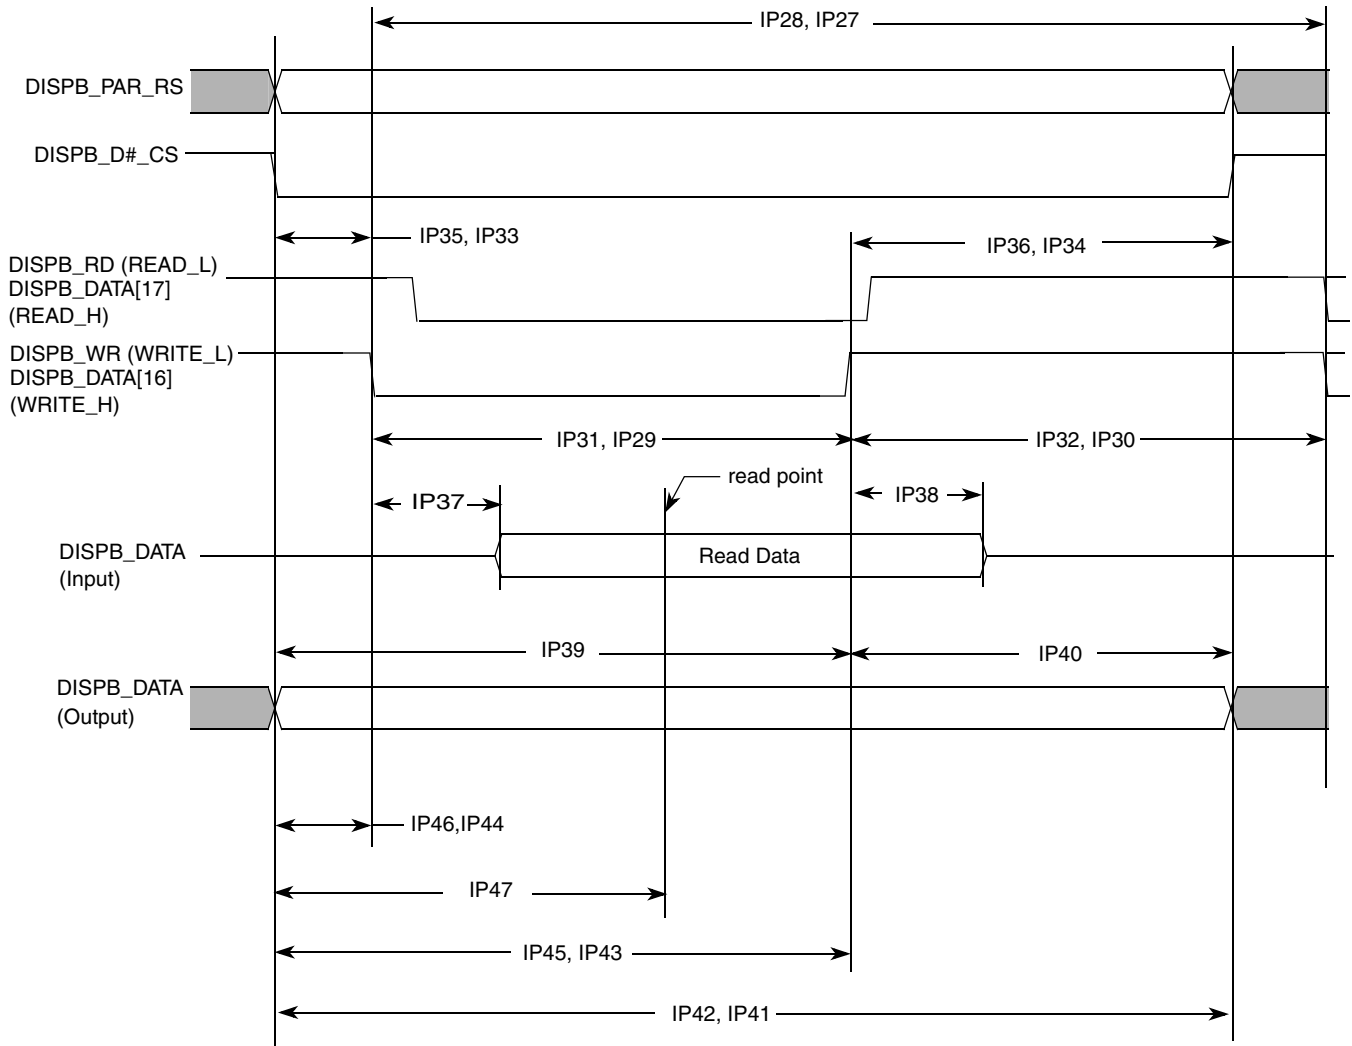 IP28, IP27
DISPB_PAR_RS
DISPB_D#_CS
IP35, IP33
IP36, IP34
DISPB_RD (READ_L)
DISPB_DATA[17]
(READ_H)
DISPB_WR (WRITE_L)
DISPB_DATA[16]
(WRITE_H)
IP31, IP29
IP32, IP30
read point
IP37
IP38
DISPB_DATA
(Input)
Read Data
IP39
IP40
DISPB_DATA
(Output)
IP46,IP44
IP47
IP45, IP43
IP42, IP41